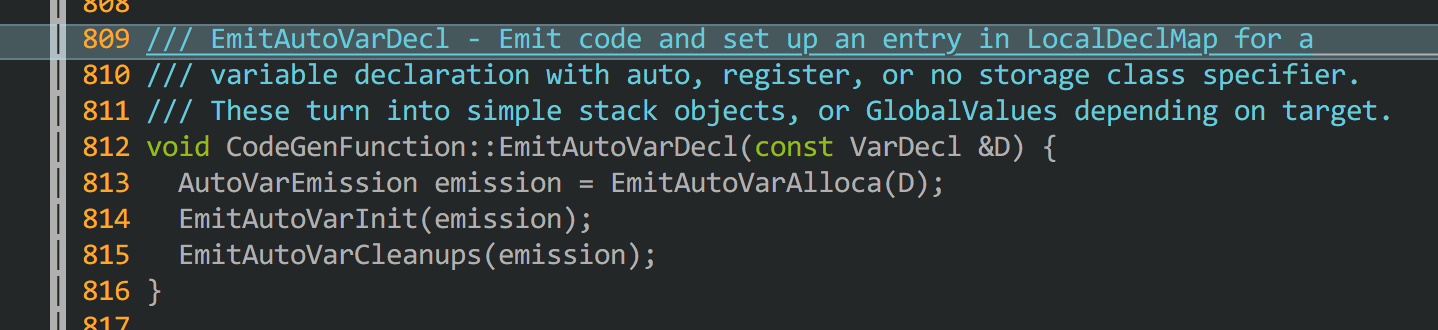 808
809 /// EmitAutoVarDecl - Emit code and set up an entry in LocalDeclMap for a
810 /// variable declaration with auto, register, or no storage class specifier.
811 /// These turn into simple stack objects, or GlobalValues depending on target.
812 void CodeGenFunction::EmitAutoVarDecl(const VarDecl &D) {
813   AutoVarEmission emission = EmitAutoVarAlloca(D);
814   EmitAutoVarInit(emission);
815   EmitAutoVarCleanups(emission);
816 }
817